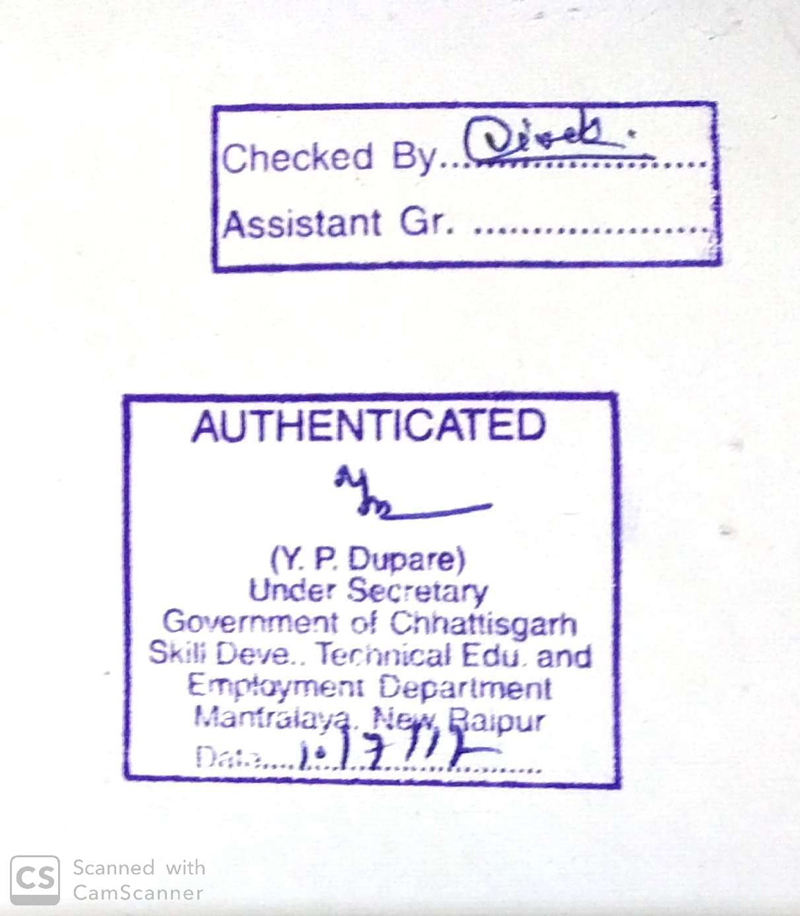 Checked By....................
Assistant Gr. ......................
AUTHENTICATED
(Y. P. Dupare)
Under Secretary
Government of Chhattisgarh
Skill Deve.. Technical Edu. and
Employment Department
Mantralaya, New Raipur
Date..............................
CS Scanned with
CamScanner